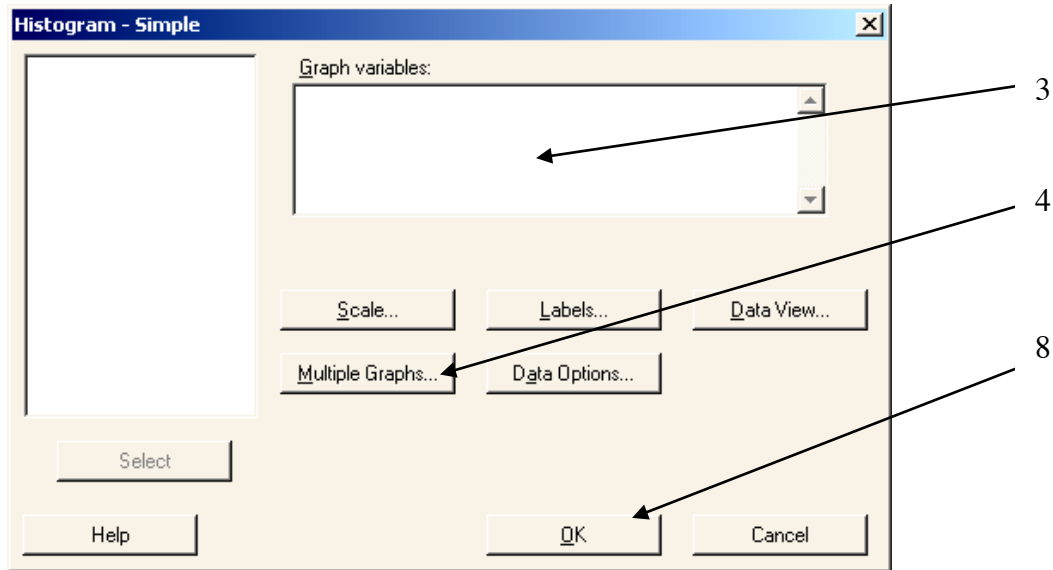 Histogram - Simple
Graph variables:
3
4
Scale...
Labels...
Data View...
8
Multiple Graphs...
Data Options...
Select
Help
OK
Cancel